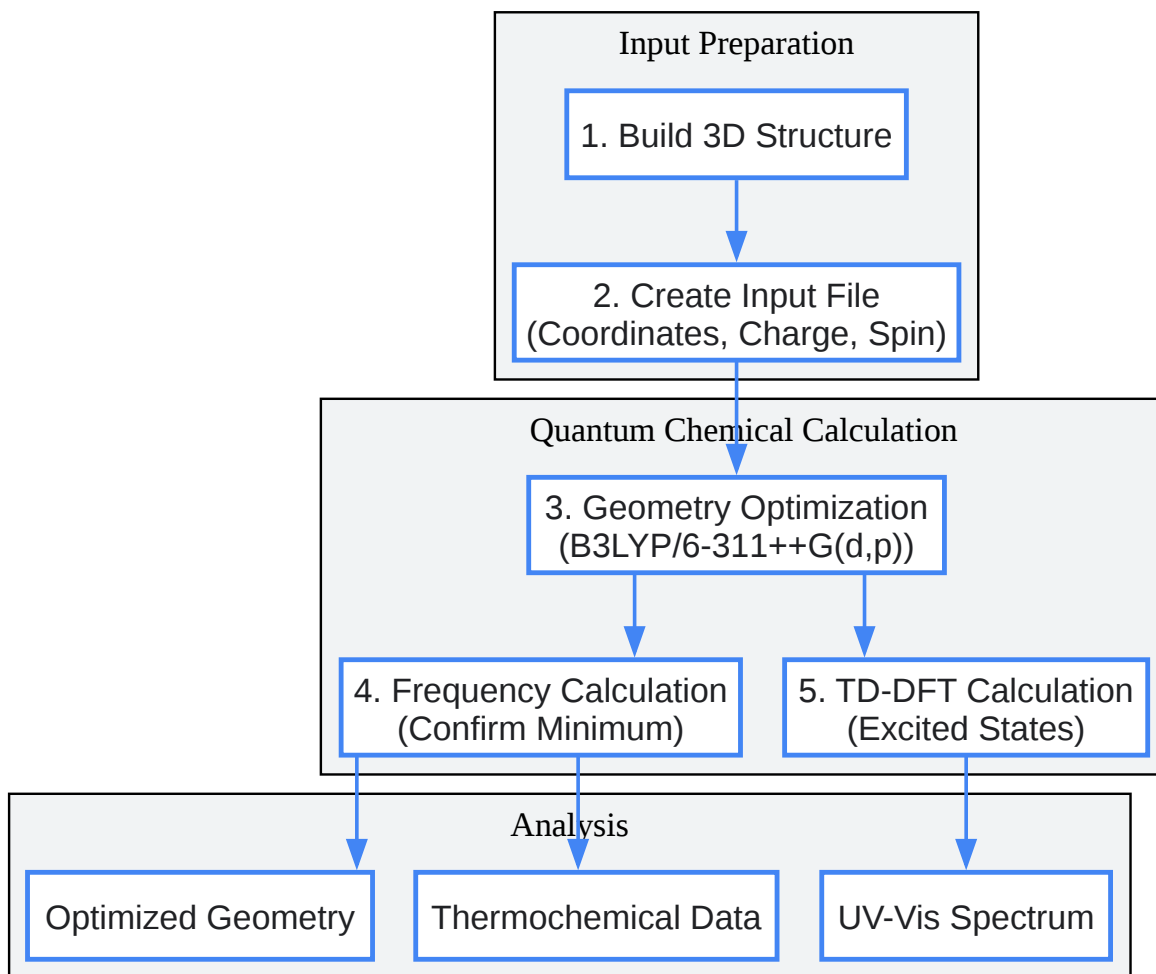 Input Preparation
1. Build 3D Structure
2. Create Input File
(Coordinates, Charge, Spin)
Quantum Chemical Calculation
3. Geometry Optimization
(B3LYP/6-311++G(d,p))
4. Frequency Calculation
(Confirm Minimum)
5. TD-DFT Calculation
(Excited States)
Analysis
Optimized Geometry
Thermochemical Data
UV-Vis Spectrum